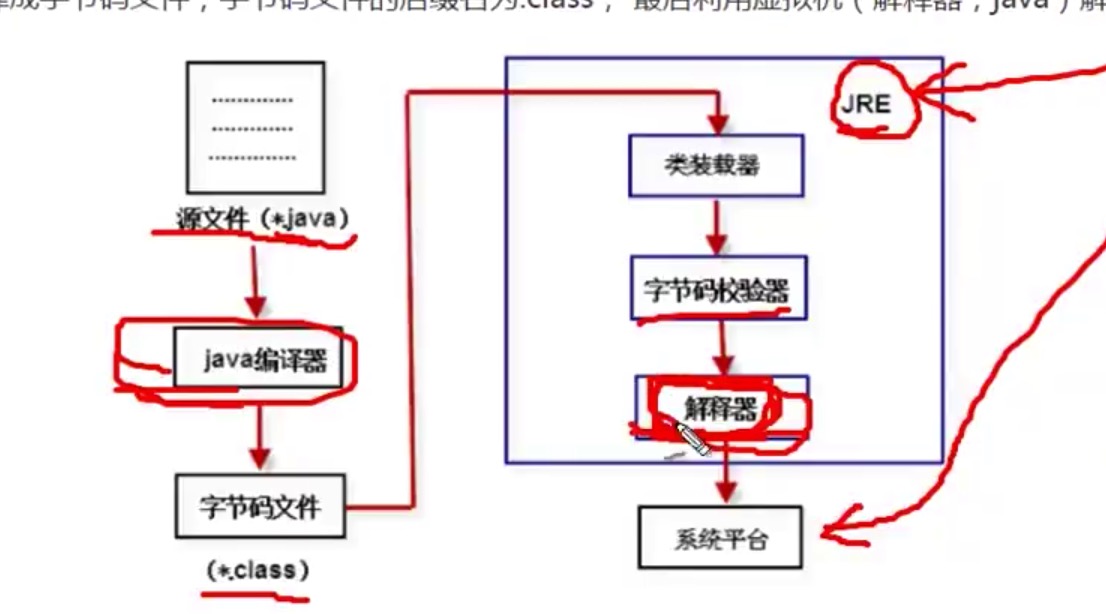 译成字节码文件，字节码文件的后缀名为.class，最后利用虚拟机（解释器，java）解
源文件（*.java）
java编译器
字节码文件
（*.class）
JRE
类装载器
字节码校验器
解释器
系统平台